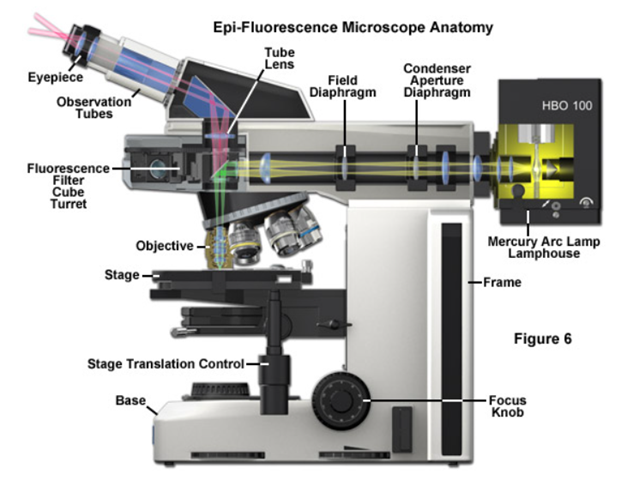 Epi-Fluorescence Microscope Anatomy
Tube
Lens
Eyepiece
Observation
Tubes
Field
Diaphragm
Condenser
Aperture
Diaphragm
HBO 100
Fluorescence
Filter
Cube
Turret
Objective
Mercury Arc Lamp
Lamphouse
Stage
Frame
Figure 6
Stage Translation Control
Base
Focus
Knob